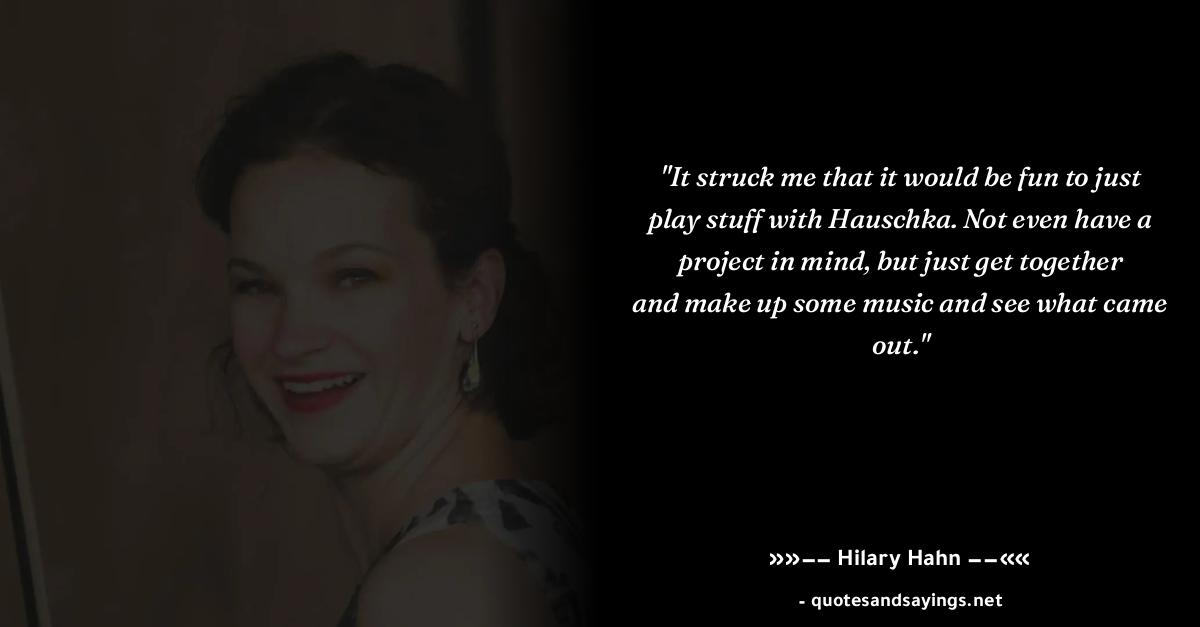 "It struck me that it would be fun to just
play stuff with Hauschka. Not even have a
project in mind, but just get together
and make up some music and see what came
out."
»»−− Hilary Hahn −−««
- quotesandsayings.net